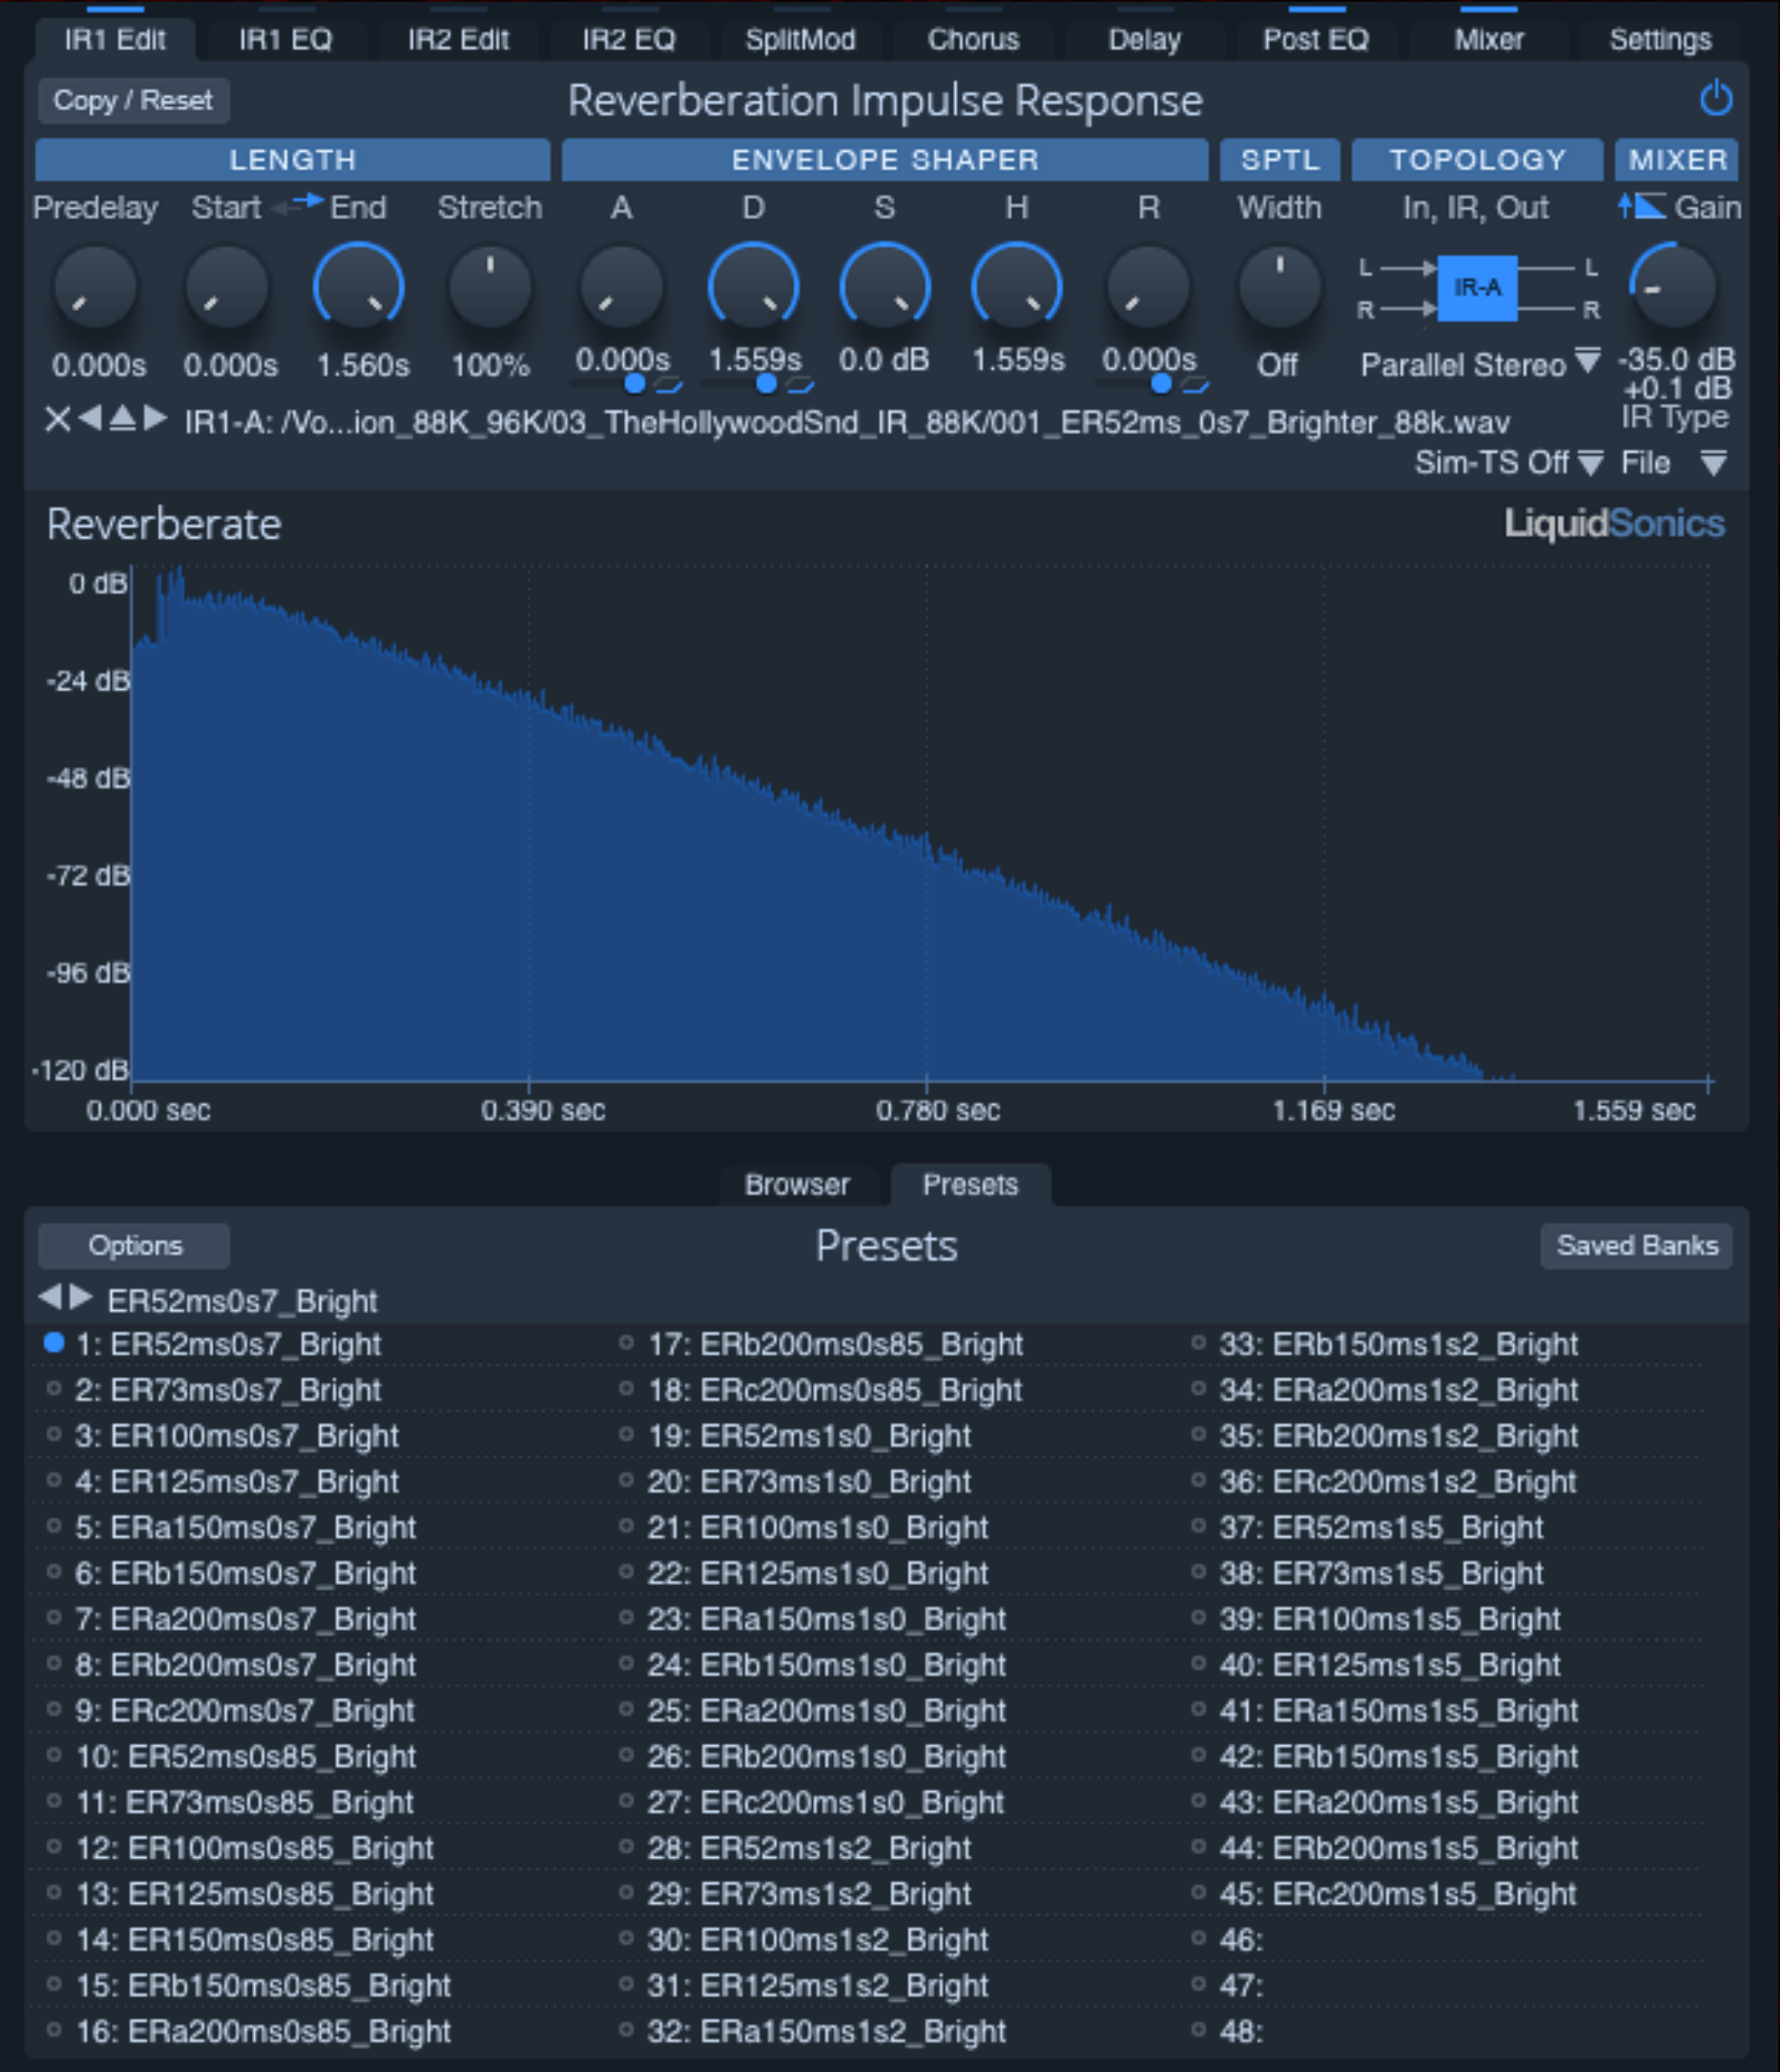 IR1 Edit IR1 EQ IR2 Edit IR2 EQ SplitMod Chorus Delay Post EQ Mixer Settings
Copy / Reset Reverberation Impulse Response
LENGTH ENVELOPE SHAPER SPTL TOPOLOGY MIXER
Predelay Start End Stretch A D S H R Width In, IR, Out Gain
L IR-A L
R R
0.000s 0.000s 1.560s 100% 0.000s 1.559s 0.0 dB 1.559s 0.000s Off Parallel Stereo -35.0 dB
+0.1 dB
IR1-A: /Vo...ion_88K_96K/03_TheHollywoodSnd_IR_88K/001_ER52ms_0s7_Brighter_88k.wav IR Type
Sim-TS Off File
Reverberate LiquidSonics
0 dB
-24 dB
-48 dB
-72 dB
-96 dB
-120 dB
0.000 sec 0.390 sec 0.780 sec 1.169 sec 1.559 sec
Browser Presets
Options Presets Saved Banks
ER52ms0s7_Bright
1: ER52ms0s7_Bright 17: ERb200ms0s85_Bright 33: ERb150ms1s2_Bright
2: ER73ms0s7_Bright 18: ERc200ms0s85_Bright 34: ERa200ms1s2_Bright
3: ER100ms0s7_Bright 19: ER52ms1s0_Bright 35: ERb200ms1s2_Bright
4: ER125ms0s7_Bright 20: ER73ms1s0_Bright 36: ERc200ms1s2_Bright
5: ERa150ms0s7_Bright 21: ER100ms1s0_Bright 37: ER52ms1s5_Bright
6: ERb150ms0s7_Bright 22: ER125ms1s0_Bright 38: ER73ms1s5_Bright
7: ERa200ms0s7_Bright 23: ERa150ms1s0_Bright 39: ER100ms1s5_Bright
8: ERb200ms0s7_Bright 24: ERb150ms1s0_Bright 40: ER125ms1s5_Bright
9: ERc200ms0s7_Bright 25: ERa200ms1s0_Bright 41: ERa150ms1s5_Bright
10: ER52ms0s85_Bright 26: ERb200ms1s0_Bright 42: ERb150ms1s5_Bright
11: ER73ms0s85_Bright 27: ERc200ms1s0_Bright 43: ERa200ms1s5_Bright
12: ER100ms0s85_Bright 28: ER52ms1s2_Bright 44: ERb200ms1s5_Bright
13: ER125ms0s85_Bright 29: ER73ms1s2_Bright 45: ERc200ms1s5_Bright
14: ER150ms0s85_Bright 30: ER100ms1s2_Bright 46:
15: ERb150ms0s85_Bright 31: ER125ms1s2_Bright 47:
16: ERa200ms0s85_Bright 32: ERa150ms1s2_Bright 48: